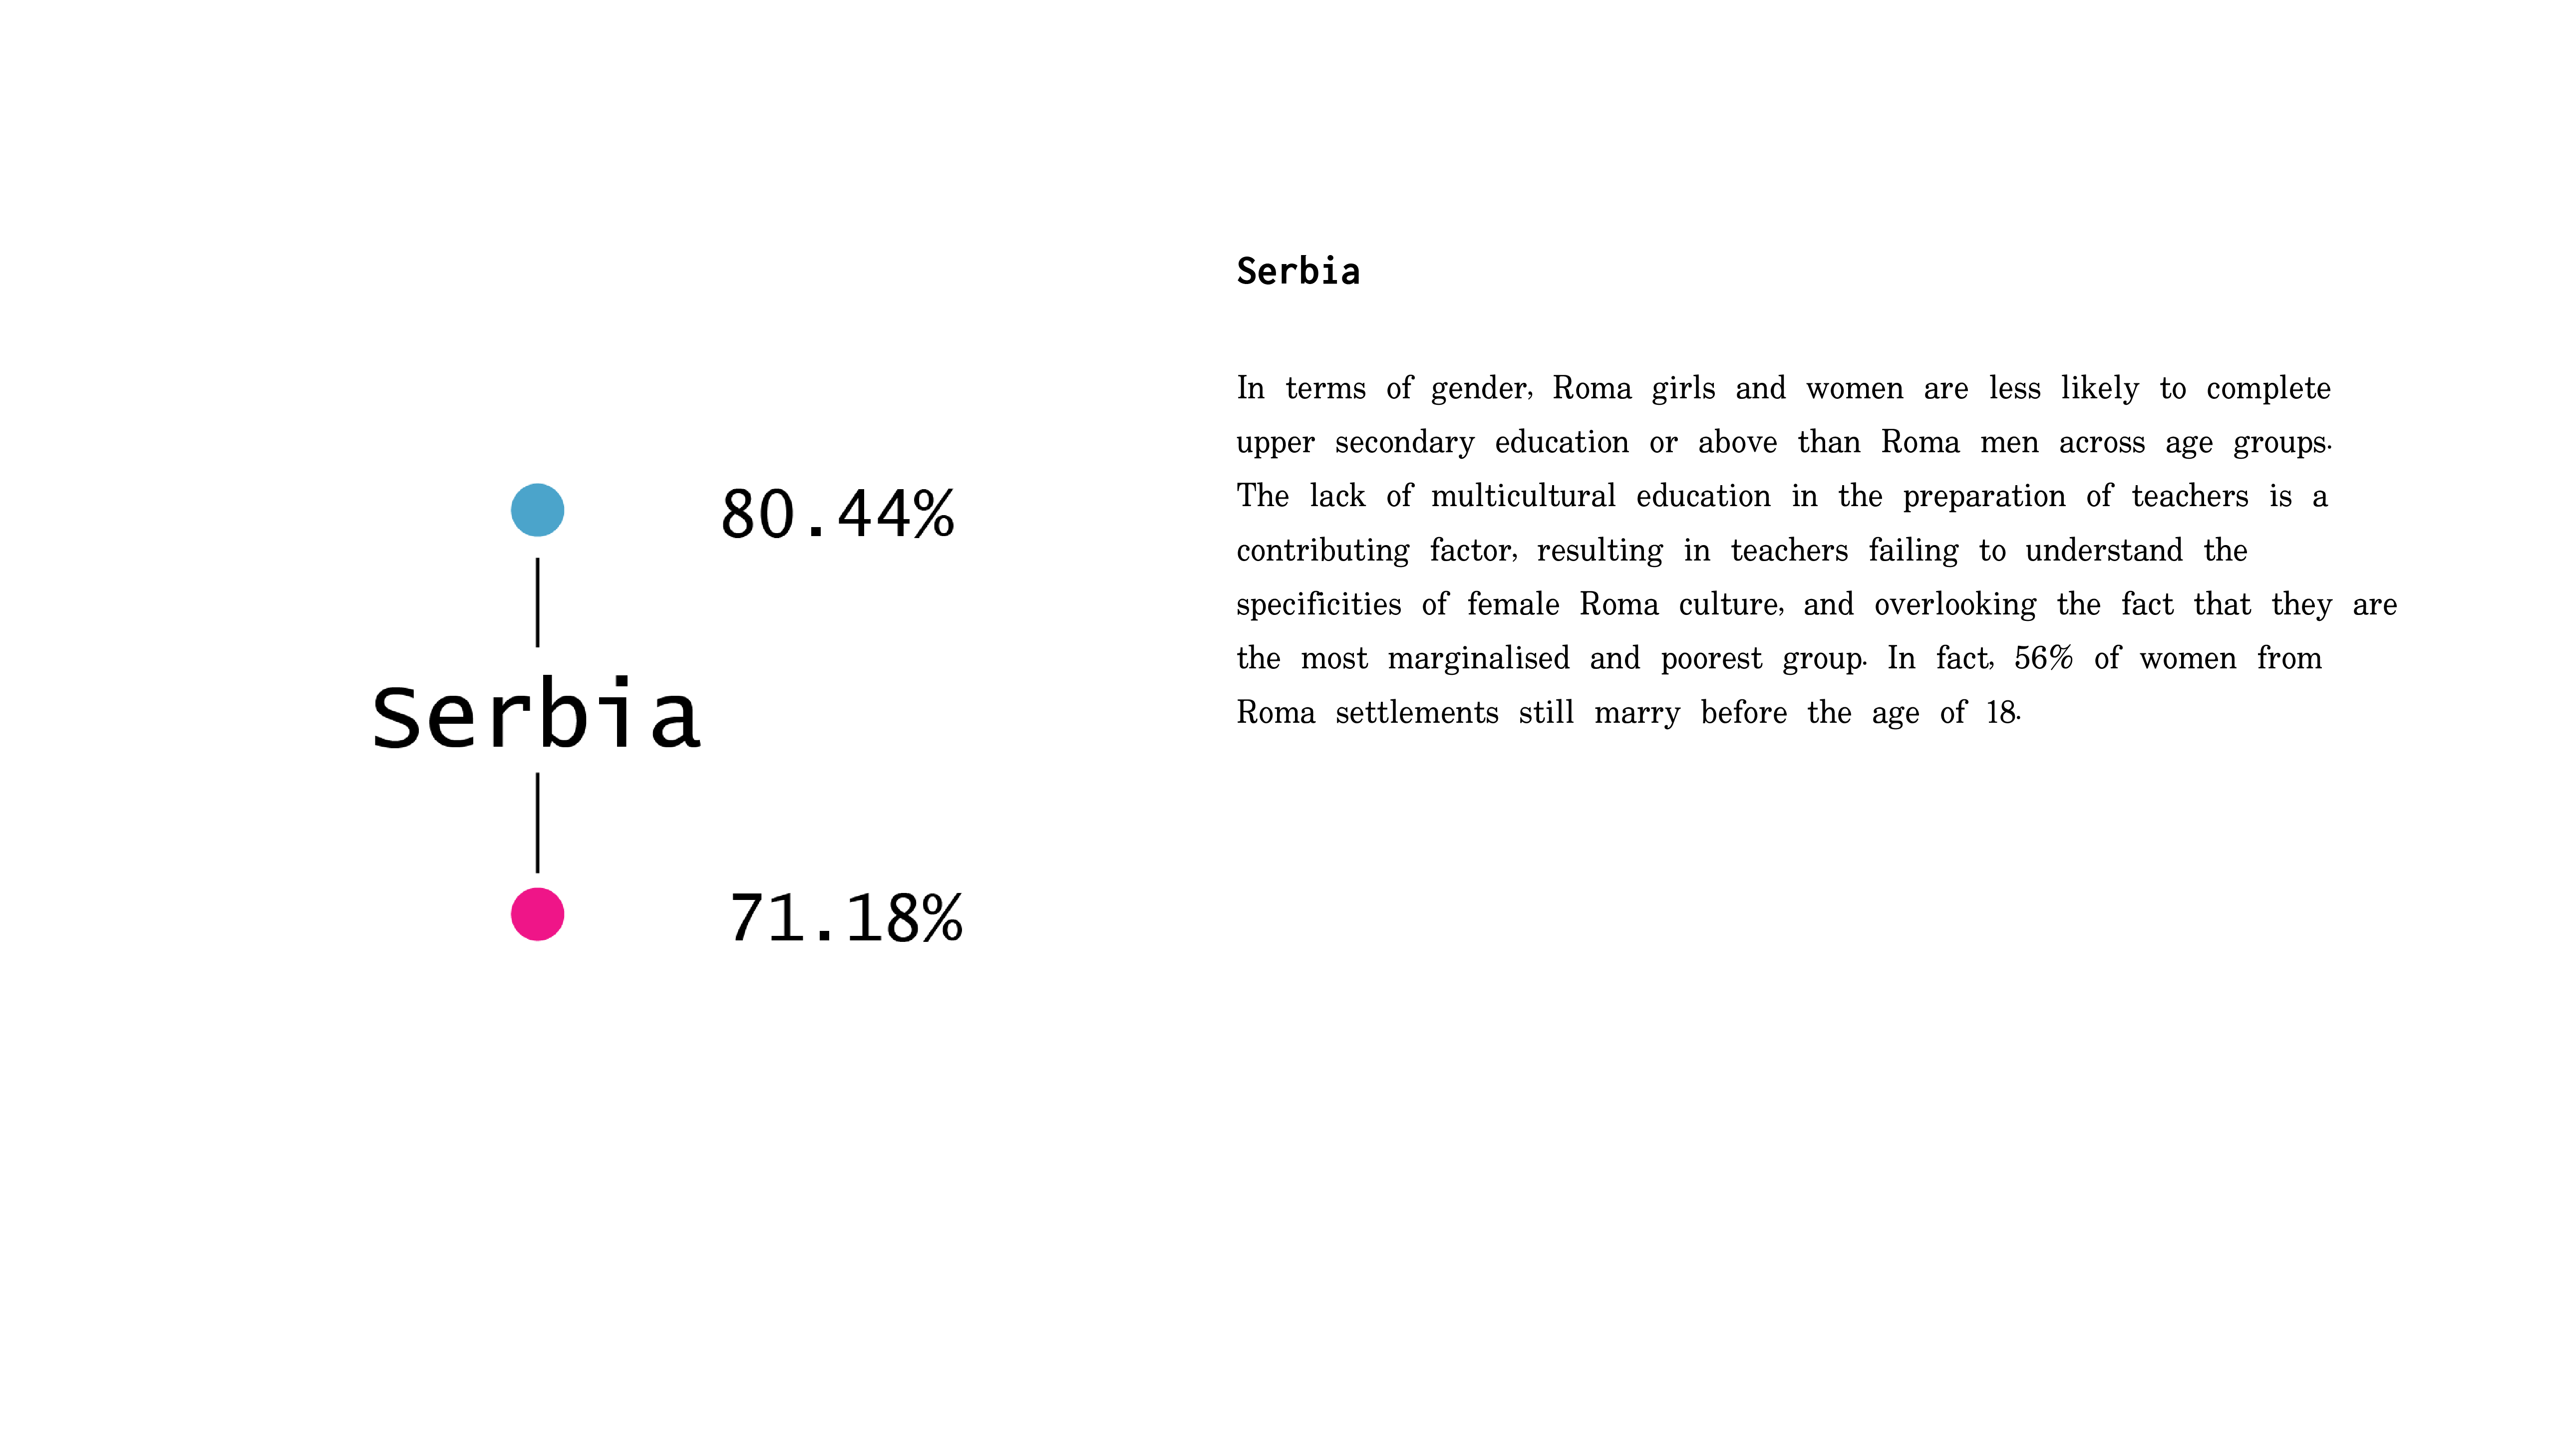 80.44%
Serbia
71.18%
Serbia
In terms of gender, Roma girls and women are less likely to complete
upper secondary education or above than Roma men across age groups.
The lack of multicultural education in the preparation of teachers is a
contributing factor, resulting in teachers failing to understand the
specificities of female Roma culture, and overlooking the fact that they are
the most marginalised and poorest group. In fact, 56% of women from
Roma settlements still marry before the age of 18.